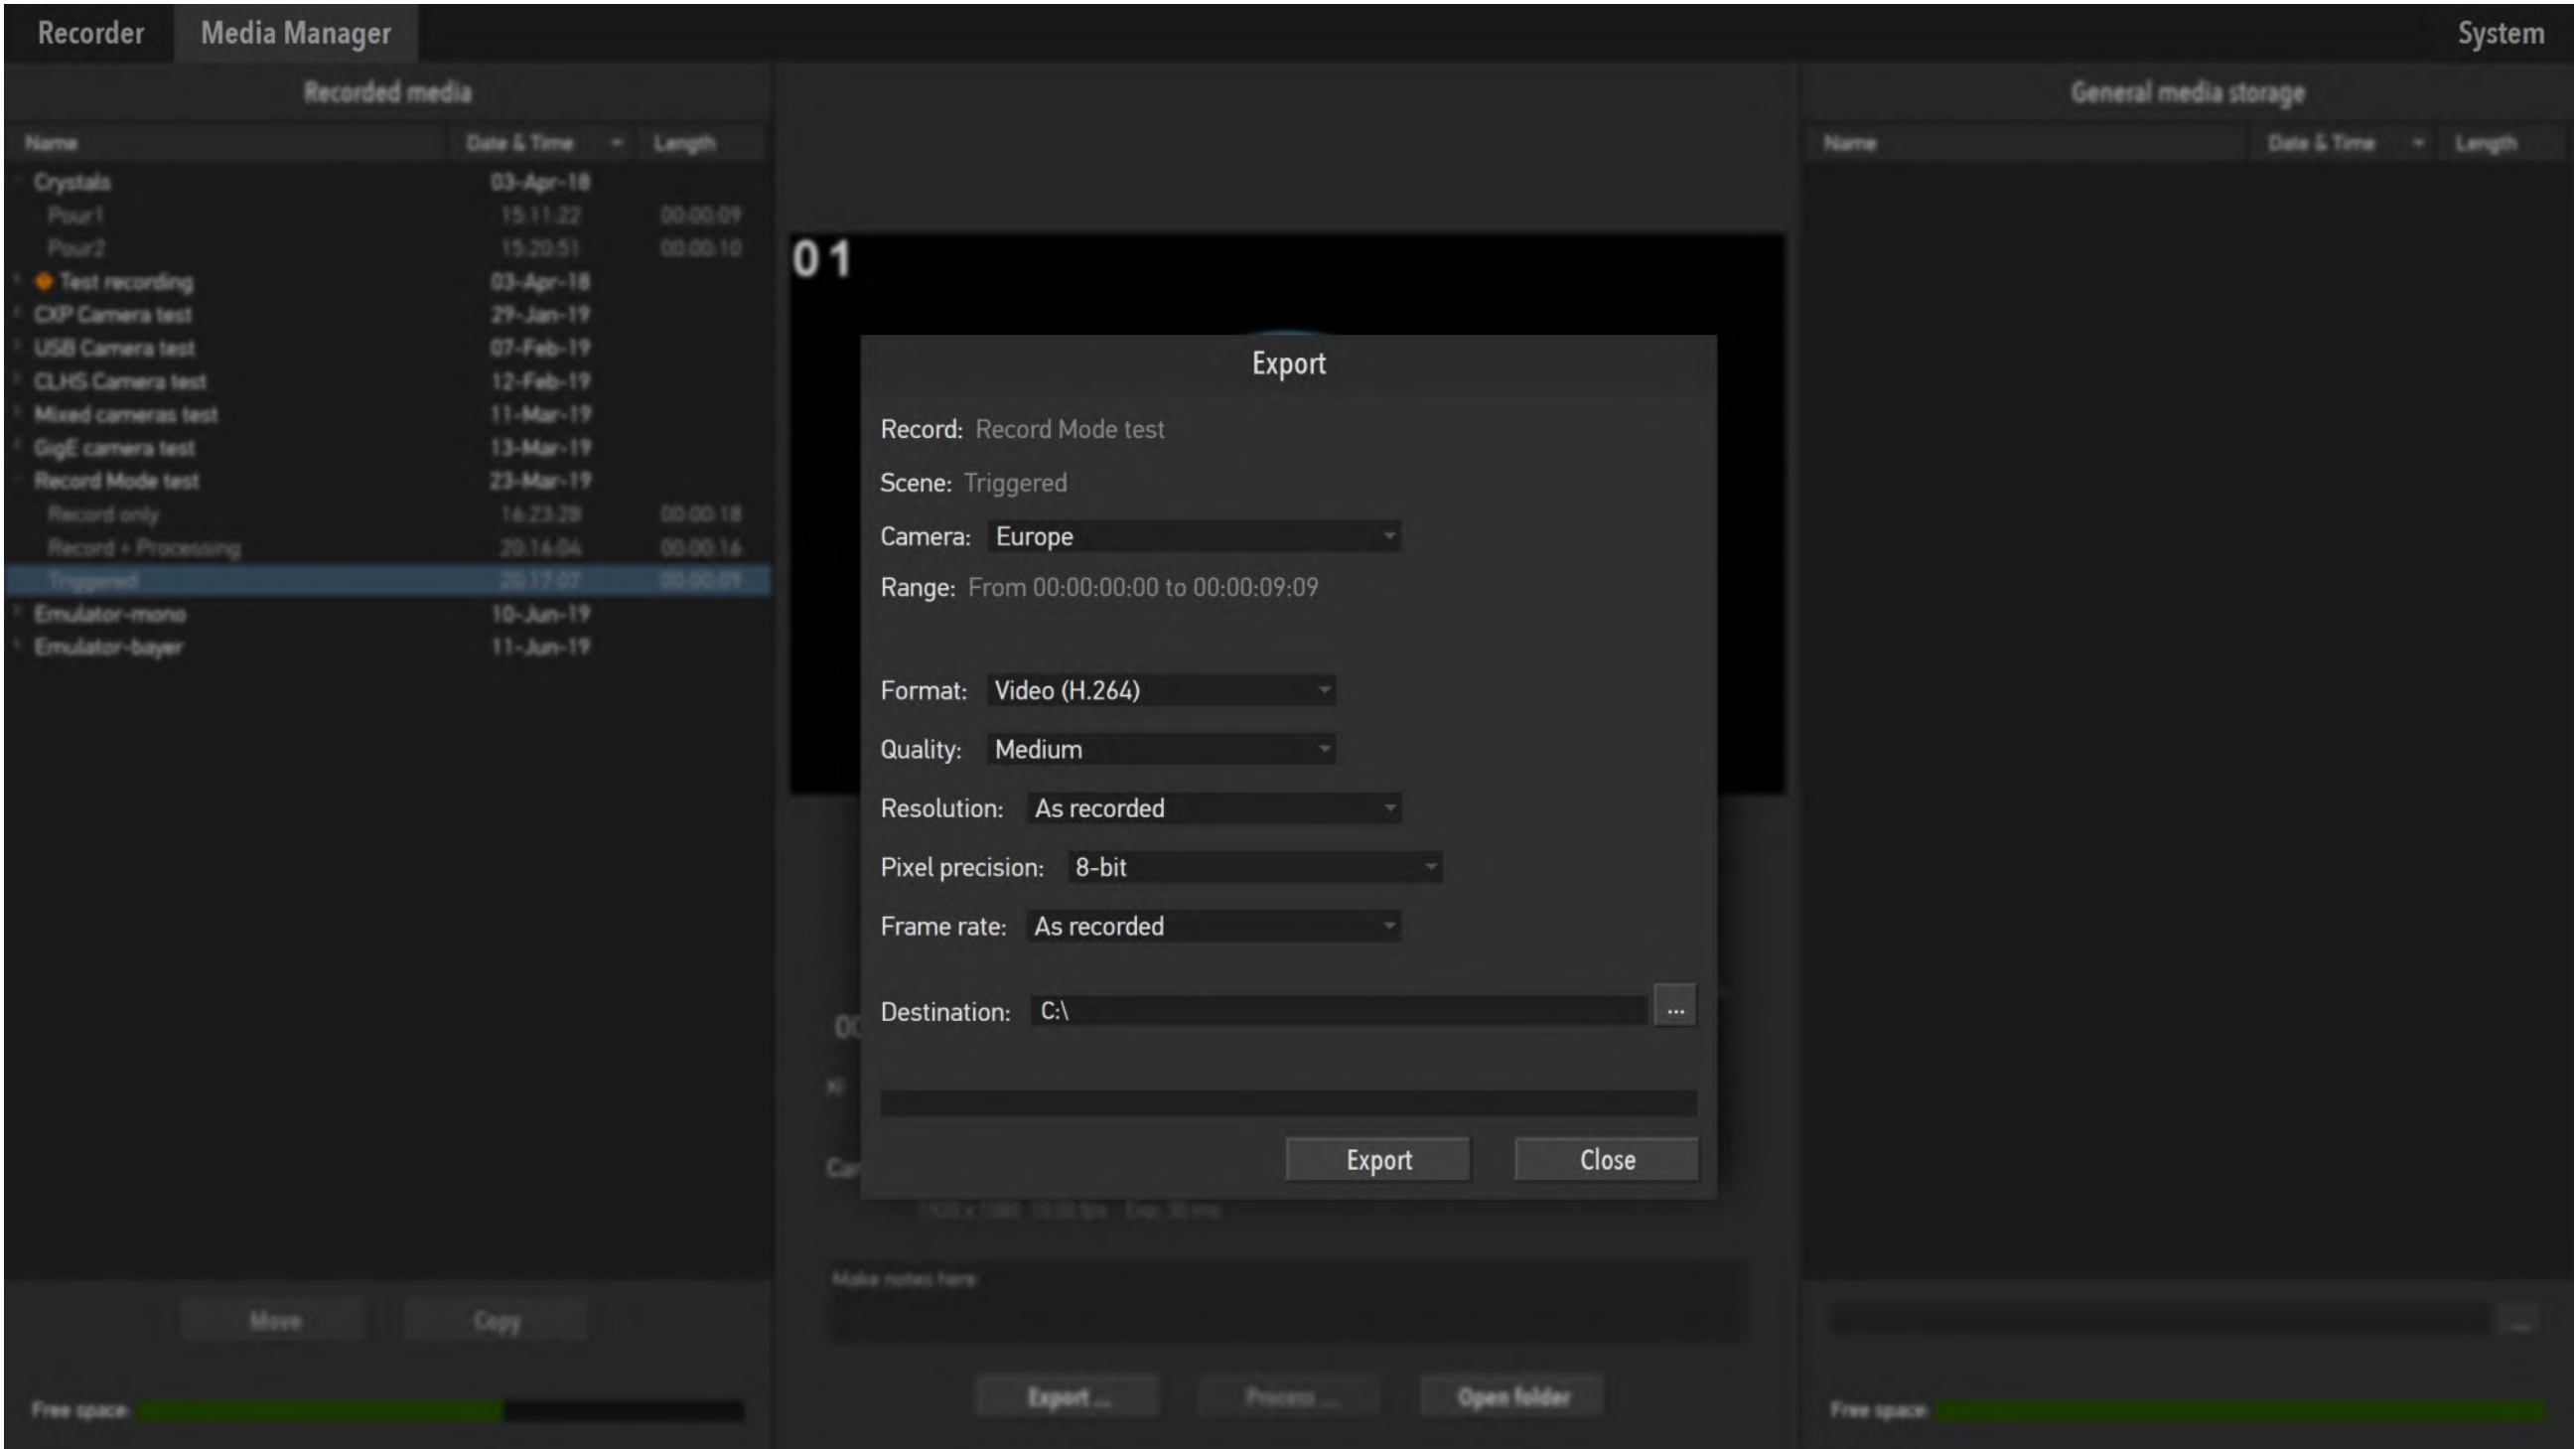 Recorder Media Manager System
Recorded media
Name Date & Time Length
Crystals 03-Apr-18
Pour1 15:11:22 00:00:09
Pour2 15:20:51 00:00:10
Test recording 03-Apr-18
CXP Camera test 29-Jan-19
USB Camera test 07-Feb-19
CLHS Camera test 12-Feb-19
Mixed cameras test 11-Mar-19
GigE camera test 13-Mar-19
Record Mode test 23-Mar-19
Record only 16:23:28 00:00:18
Record + Processing 20:16:04 00:00:16
Triggered 20:17:07 00:00:09
Emulator-mono 10-Jun-19
Emulator-bayer 11-Jun-19
Move Copy
Free space:
01
Export
Record: Record Mode test
Scene: Triggered
Camera: Europe
Range: From 00:00:00:00 to 00:00:09:09
Format: Video (H.264)
Quality: Medium
Resolution: As recorded
Pixel precision: 8-bit
Frame rate: As recorded
Destination: C:\ ...
Export Close
1920 x 1080, 10.00 fps Exp: 30 ms
Make notes here
Export ... Process ... Open folder
General media storage
Name Date & Time Length
...
Free space: